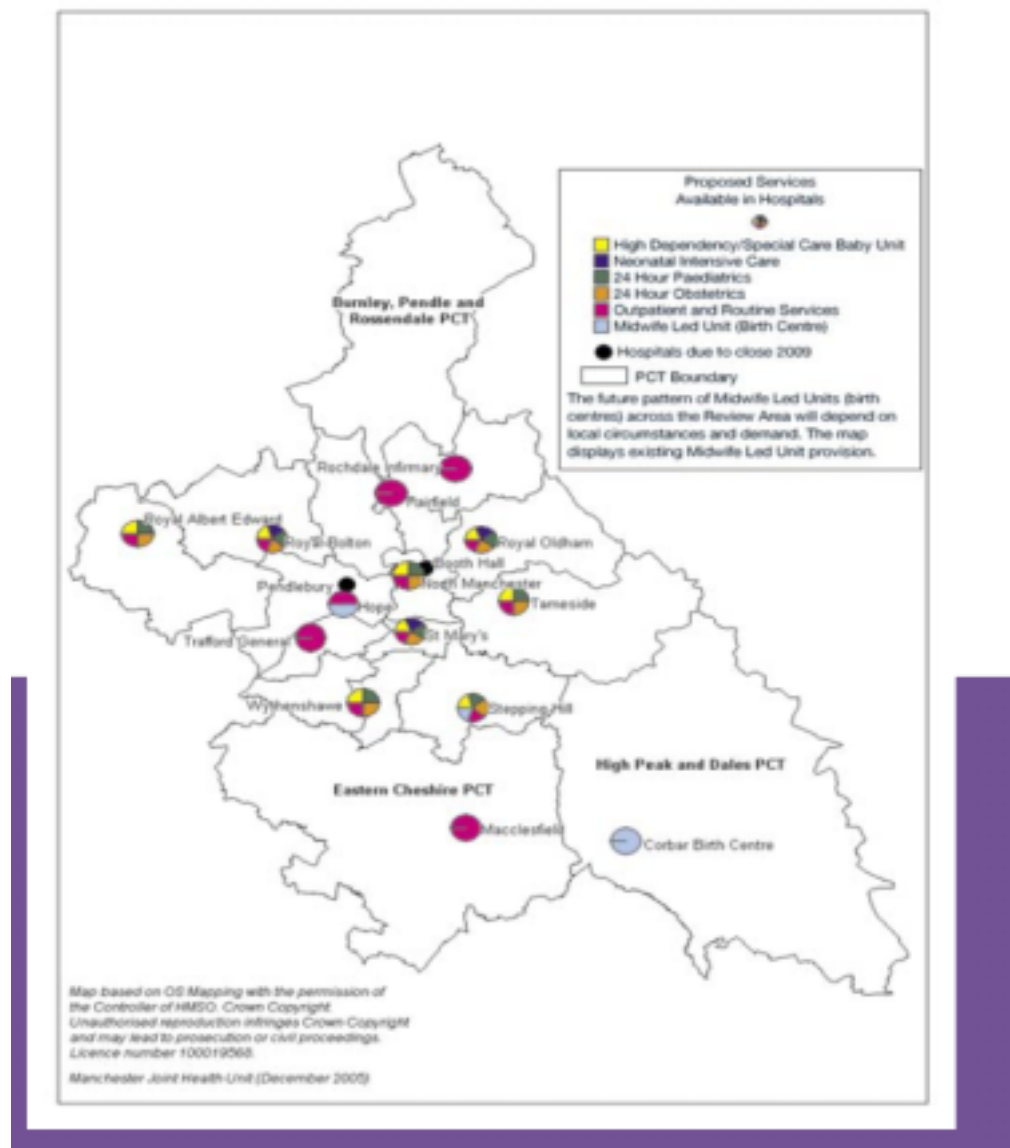 Proposed Services
Available in Hospitals
High Dependency/Special Care Baby Unit
Neonatal Intensive Care
24 Hour Paediatrics
24 Hour Obstetrics
Outpatient and Routine Services
Midwife Led Unit (Birth Centre)
Hospitals due to close 2009
PCT Boundary
The future pattern of Midwife Led Units (birth
centres) across the Review Area will depend on
local circumstances and demand. The map
displays existing Midwife Led Unit provision.
Burnley, Pendle and
Rossendale PCT
Rochdale Infirmary
Fairfield
Royal Albert Edward
Royal Bolton
Royal Oldham
Booth Hall
Pendlebury
North Manchester
Hope
Tameside
Trafford General
St Mary's
Wythenshawe
Stepping Hill
High Peak and Dales PCT
Eastern Cheshire PCT
Macclesfield
Corbar Birth Centre
Map based on OS Mapping with the permission of
the Controller of HMSO. Crown Copyright.
Unauthorised reproduction infringes Crown Copyright
and may lead to prosecution or civil proceedings.
Licence number 100019568.
Manchester Joint Health Unit (December 2005)